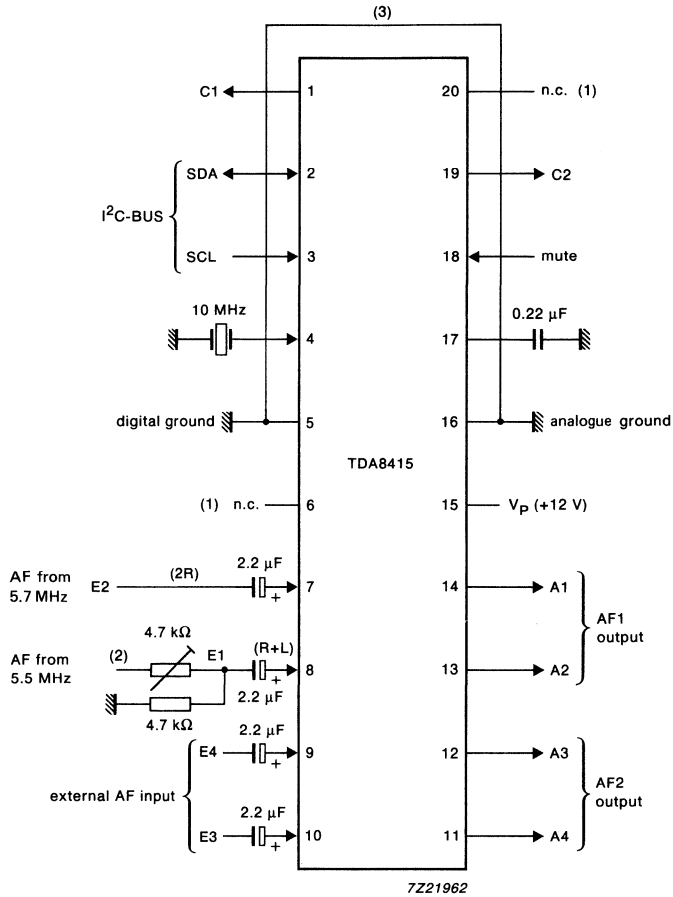 (3)
C1
1
20
n.c. (1)
SDA
2
19
C2
I²C-BUS
SCL
3
18
mute
10 MHz
4
17
0.22 μF
digital ground
5
16
analogue ground
TDA8415
(1) n.c.
6
15
VP (+12 V)
AF from
5.7 MHz
E2
(2R)
2.2 μF
+
7
14
A1
AF1
output
4.7 kΩ
AF from
5.5 MHz
(2)
E1
(R+L)
+
2.2 μF
8
13
A2
4.7 kΩ
2.2 μF
E4
+
9
12
A3
external AF input
AF2
output
2.2 μF
E3
+
10
11
A4
7Z21962